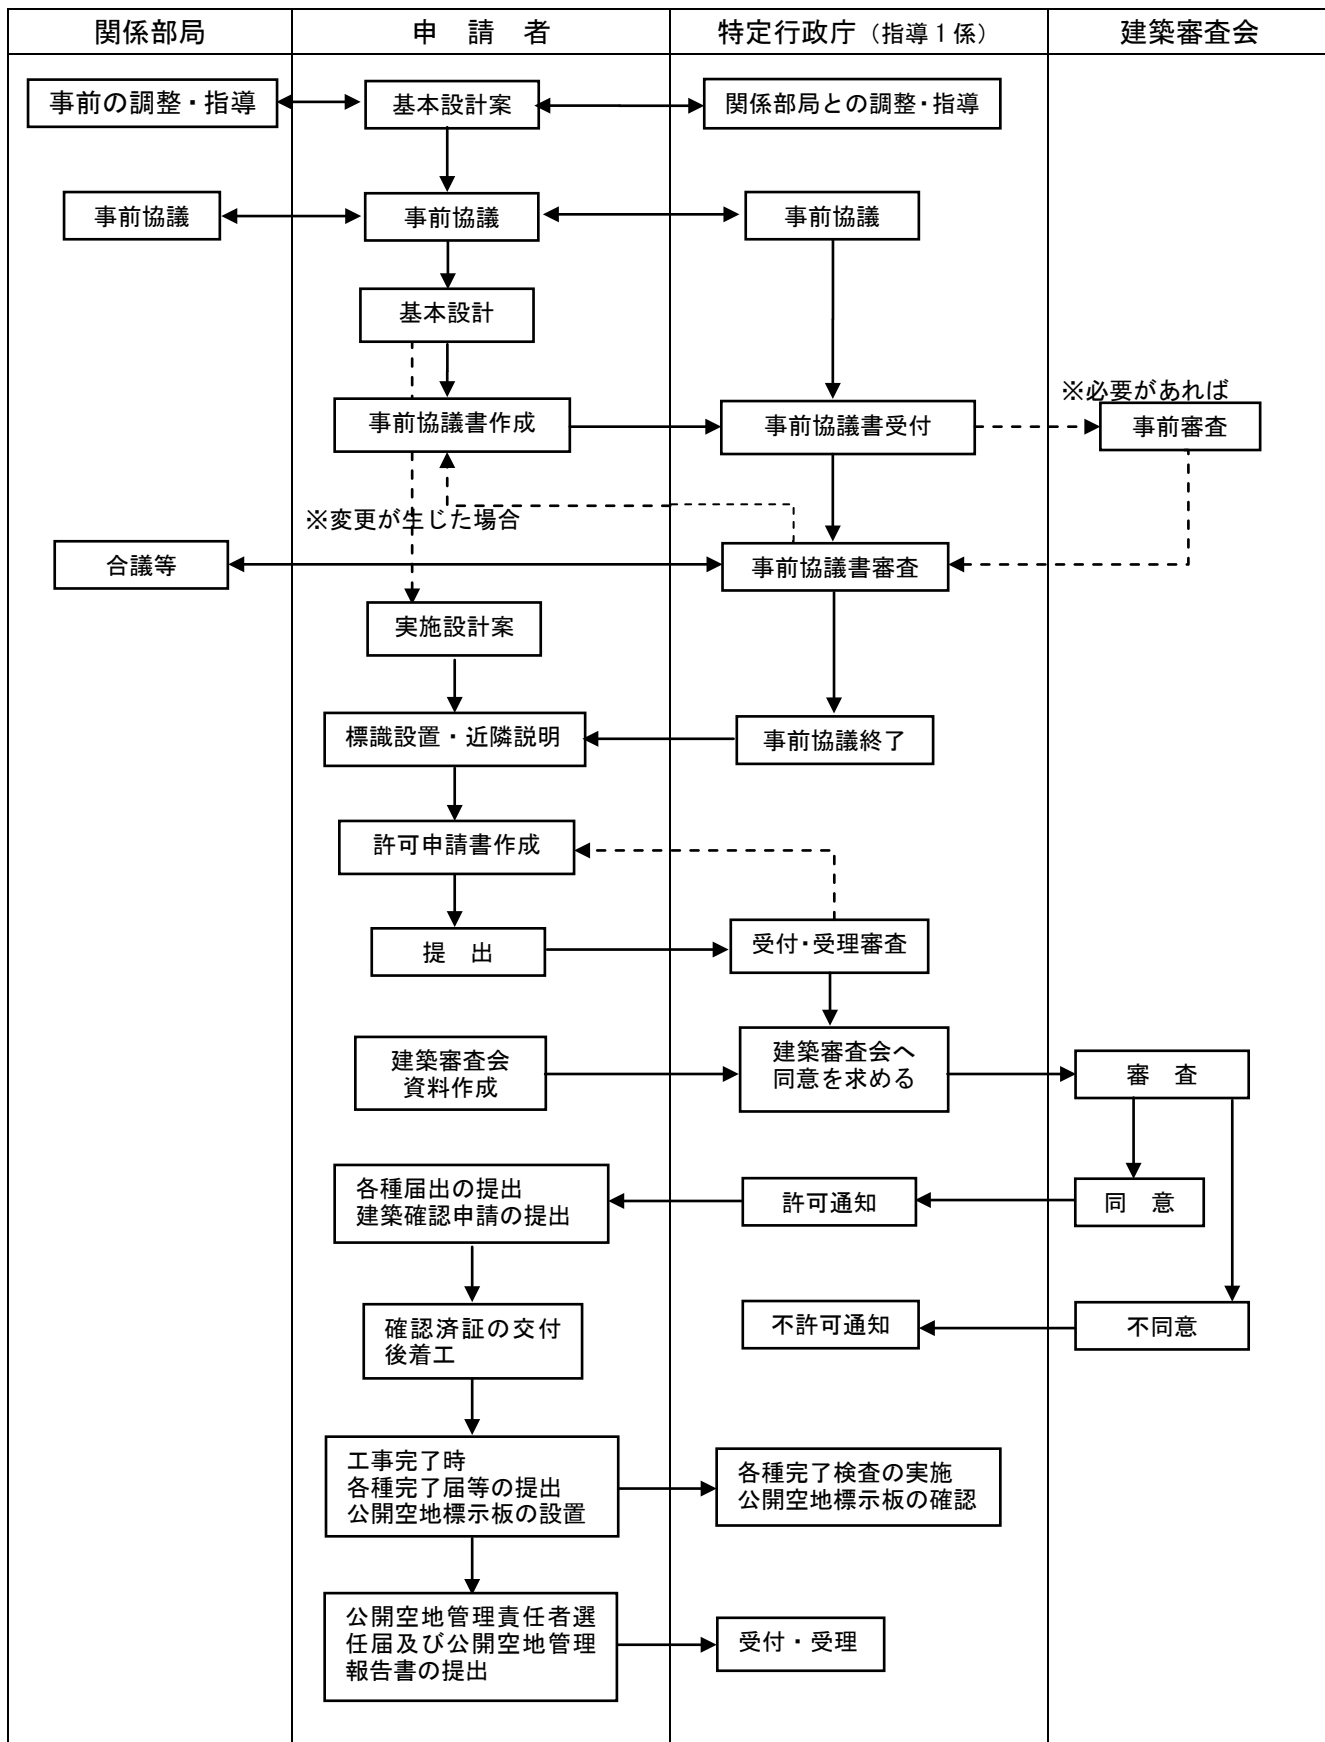 関係部局
申　請　者
特定行政庁（指導１係）
建築審査会
事前の調整・指導
基本設計案
関係部局との調整・指導
事前協議
事前協議
事前協議
基本設計
※必要があれば
事前協議書作成
事前協議書受付
事前審査
※変更が生じた場合
合議等
事前協議書審査
実施設計案
標識設置・近隣説明
事前協議終了
許可申請書作成
提　出
受付・受理審査
建築審査会
資料作成
建築審査会へ
同意を求める
審　査
各種届出の提出
建築確認申請の提出
許可通知
同　意
確認済証の交付
後着工
不許可通知
不同意
工事完了時
各種完了届等の提出
公開空地標示板の設置
各種完了検査の実施
公開空地標示板の確認
公開空地管理責任者選
任届及び公開空地管理
報告書の提出
受付・受理